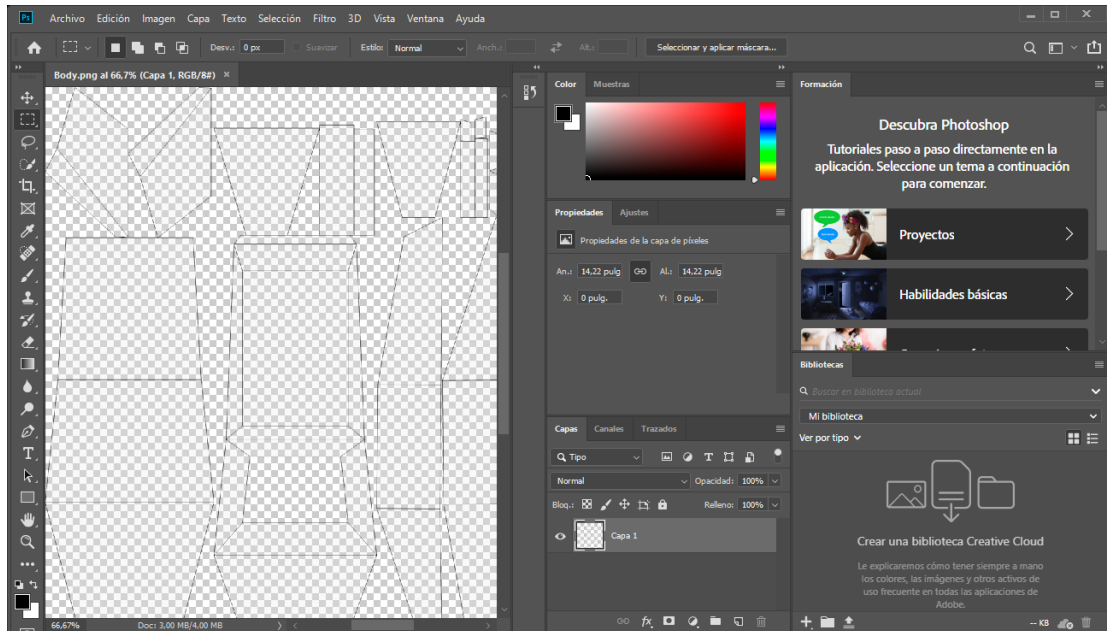 Ps Archivo Edición Imagen Capa Texto Selección Filtro 3D Vista Ventana Ayuda
Desv.: 0 px Suavizar Estilo: Normal Anch.: Alt.: Seleccionar y aplicar máscara...
Body.png al 66,7% (Capa 1, RGB/8#) ×
66,67% Doc: 3,00 MB/4,00 MB
Color Muestras
Propiedades Ajustes
Propiedades de la capa de píxeles
An.: 14,22 pulg Al.: 14,22 pulg
X: 0 pulg. Y: 0 pulg.
Capas Canales Trazados
Tipo
Normal Opacidad: 100%
Bloq.: Relleno: 100%
Capa 1
fx
Formación
Descubra Photoshop
Tutoriales paso a paso directamente en la
aplicación. Seleccione un tema a continuación
para comenzar.
Proyectos
Habilidades básicas
Bibliotecas
Buscar en biblioteca actual
Mi biblioteca
Ver por tipo
Crear una biblioteca Creative Cloud
Le explicaremos cómo tener siempre a mano
los colores, las imágenes y otros activos de
uso frecuente en todas las aplicaciones de
Adobe.
-- KB